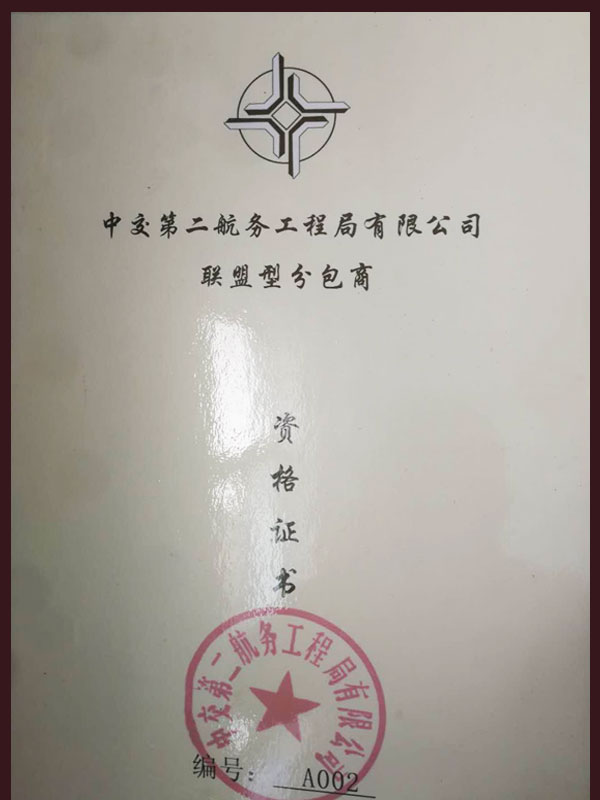 中交第二航务工程局有限公司
联盟型分包商
资
格
证
书
中交第二航务工程局有限公司
编号：A002